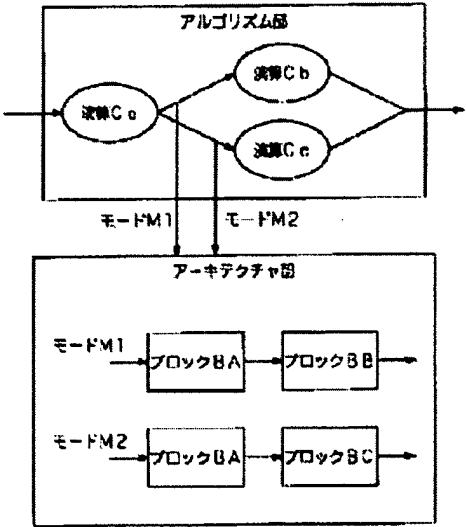 アルゴリズム部
演算Cb
演算Ca
演算Cc
モードM1
モードM2
アーキテクチャ部
モードM1
ブロックBA
ブロックBB
モードM2
ブロックBA
ブロックBC